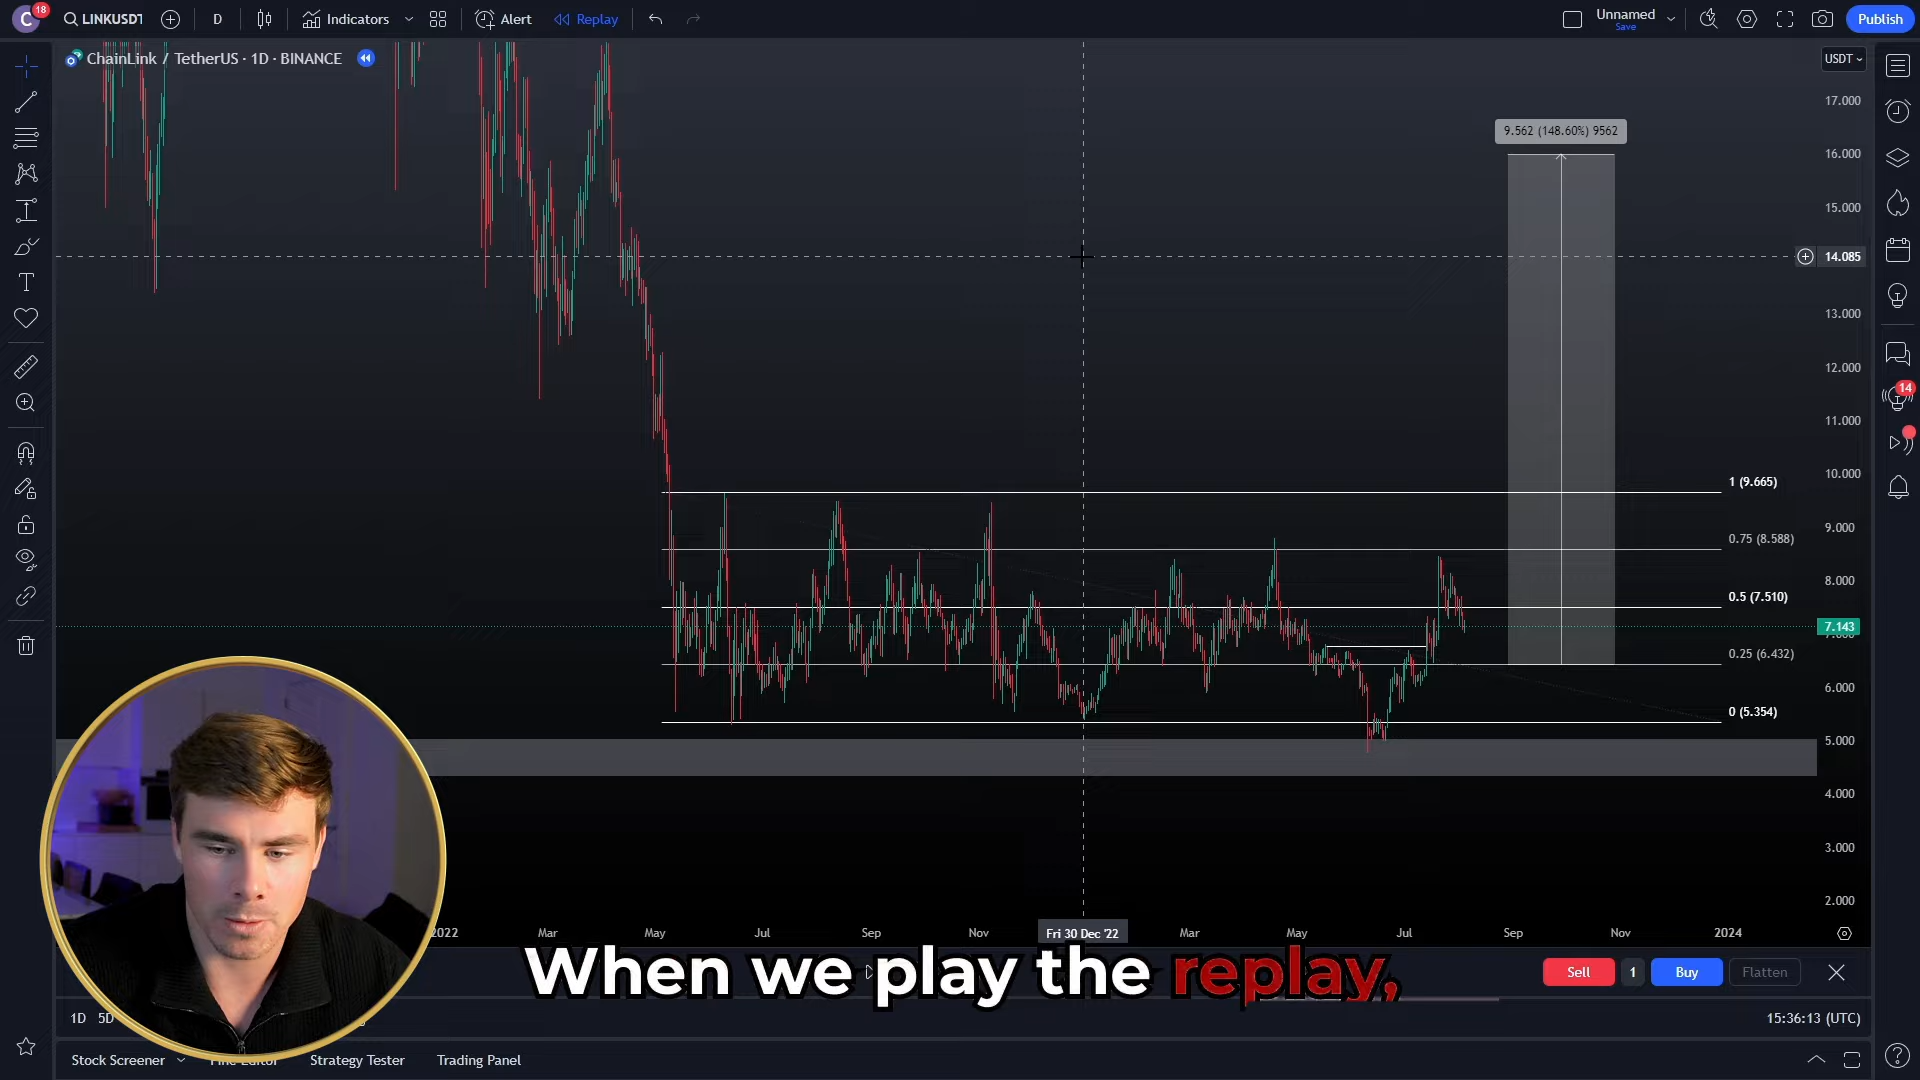 C 18 LINKUSDT D Indicators Alert Replay Unnamed Publish
Save
ChainLink / TetherUS · 1D · BINANCE
USDT
17.000
9.562 (148.60%) 9562
16.000
15.000
14.085
13.000
12.000
14
11.000
10.000
1 (9.665)
9.000
0.75 (8.588)
8.000
0.5 (7.510)
7.143
0.25 (6.432)
6.000
0 (5.354)
5.000
4.000
3.000
2.000
2022 Mar May Jul Sep Nov Fri 30 Dec '22 Mar May Jul Sep Nov 2024
When we play the replay,
Sell 1 Buy Flatten
1D 5D
15:36:13 (UTC)
Stock Screener Strategy Tester Trading Panel